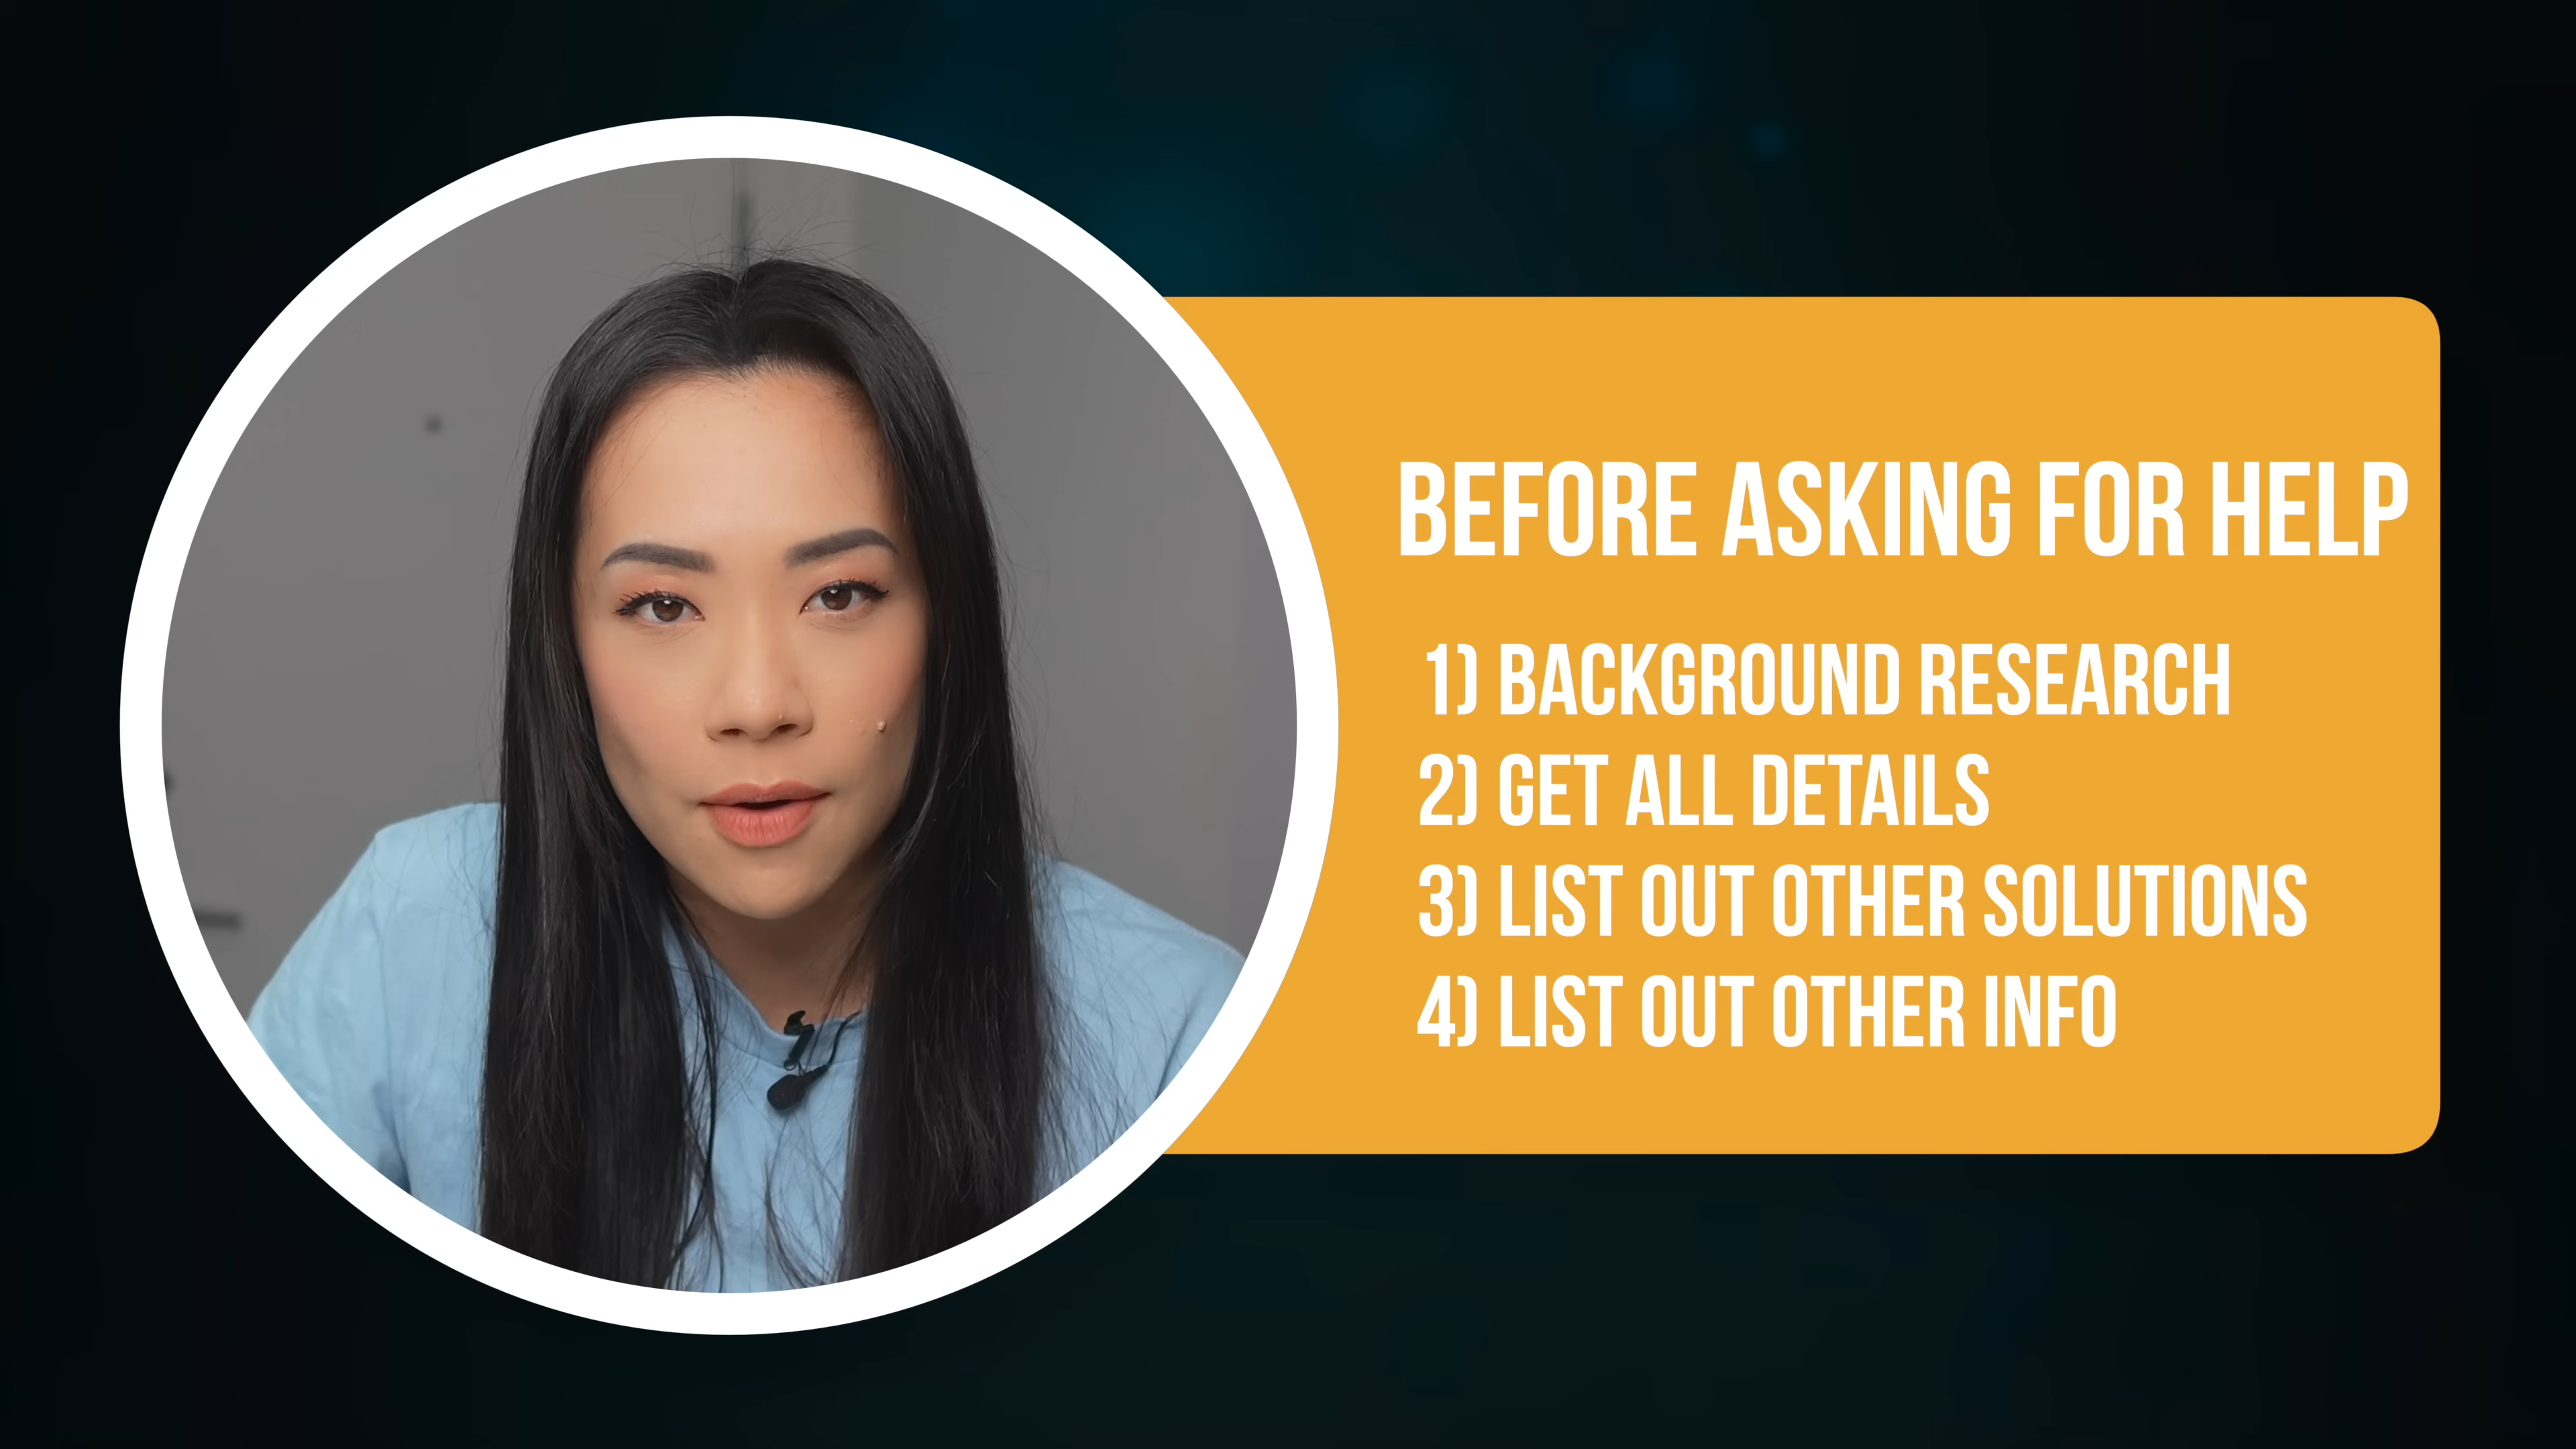 BEFORE ASKING FOR HELP
1) BACKGROUND RESEARCH
2) GET ALL DETAILS
3) LIST OUT OTHER SOLUTIONS
4) LIST OUT OTHER INFO